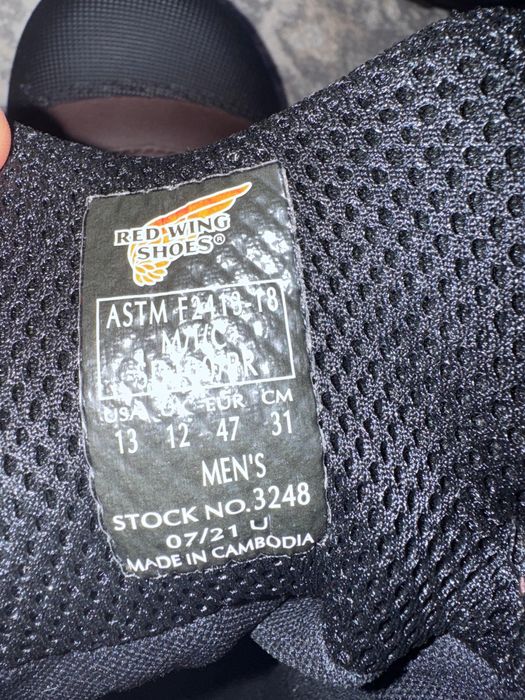 RED WING
SHOES®
ASTM F2413-18
M/I/C
USA UK EUR CM
13 12 47 31
MEN'S
STOCK NO.3248
07/21 U
MADE IN CAMBODIA